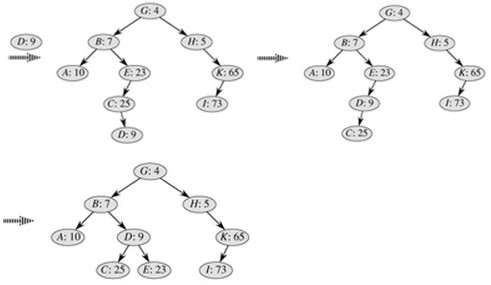 G: 4
D: 9
B: 7
H: 5
A: 10
E: 23
K: 65
C: 25
I: 73
D: 9
G: 4
B: 7
H: 5
A: 10
E: 23
K: 65
D: 9
I: 73
C: 25
G: 4
B: 7
H: 5
A: 10
D: 9
K: 65
C: 25
E: 23
I: 73